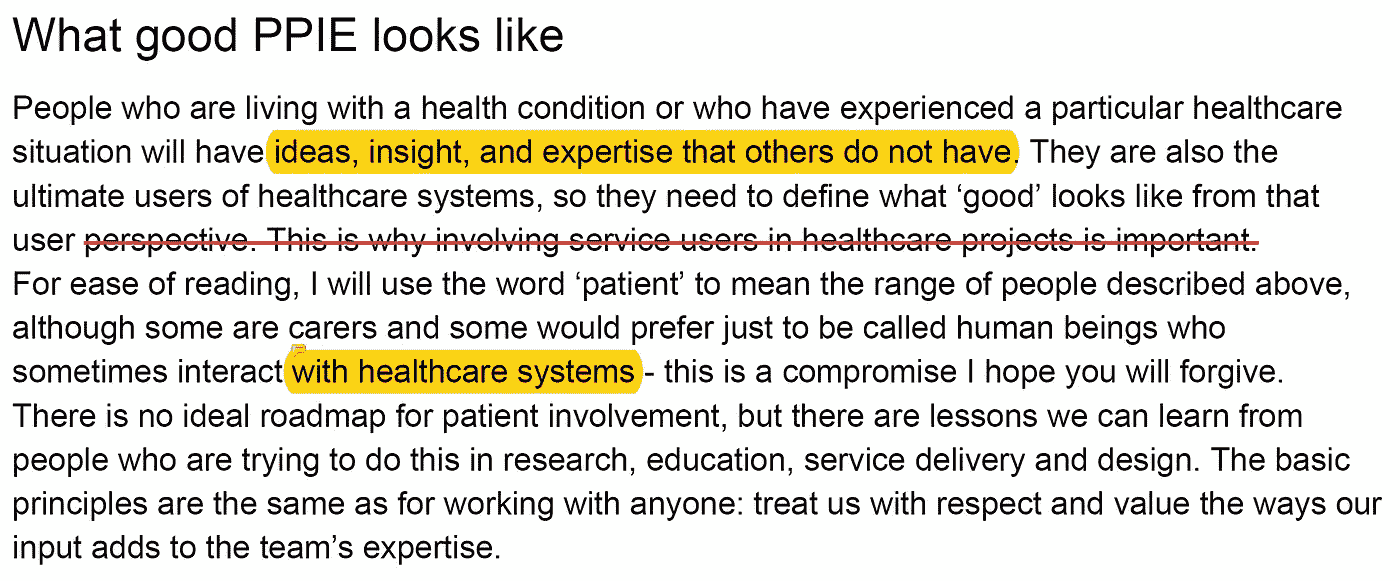 What good PPIE looks like
People who are living with a health condition or who have experienced a particular healthcare
situation will have ideas, insight, and expertise that others do not have. They are also the
ultimate users of healthcare systems, so they need to define what ‘good’ looks like from that
user perspective. This is why involving service users in healthcare projects is important.
For ease of reading, I will use the word ‘patient’ to mean the range of people described above,
although some are carers and some would prefer just to be called human beings who
sometimes interact with healthcare systems - this is a compromise I hope you will forgive.
There is no ideal roadmap for patient involvement, but there are lessons we can learn from
people who are trying to do this in research, education, service delivery and design. The basic
principles are the same as for working with anyone: treat us with respect and value the ways our
input adds to the team’s expertise.